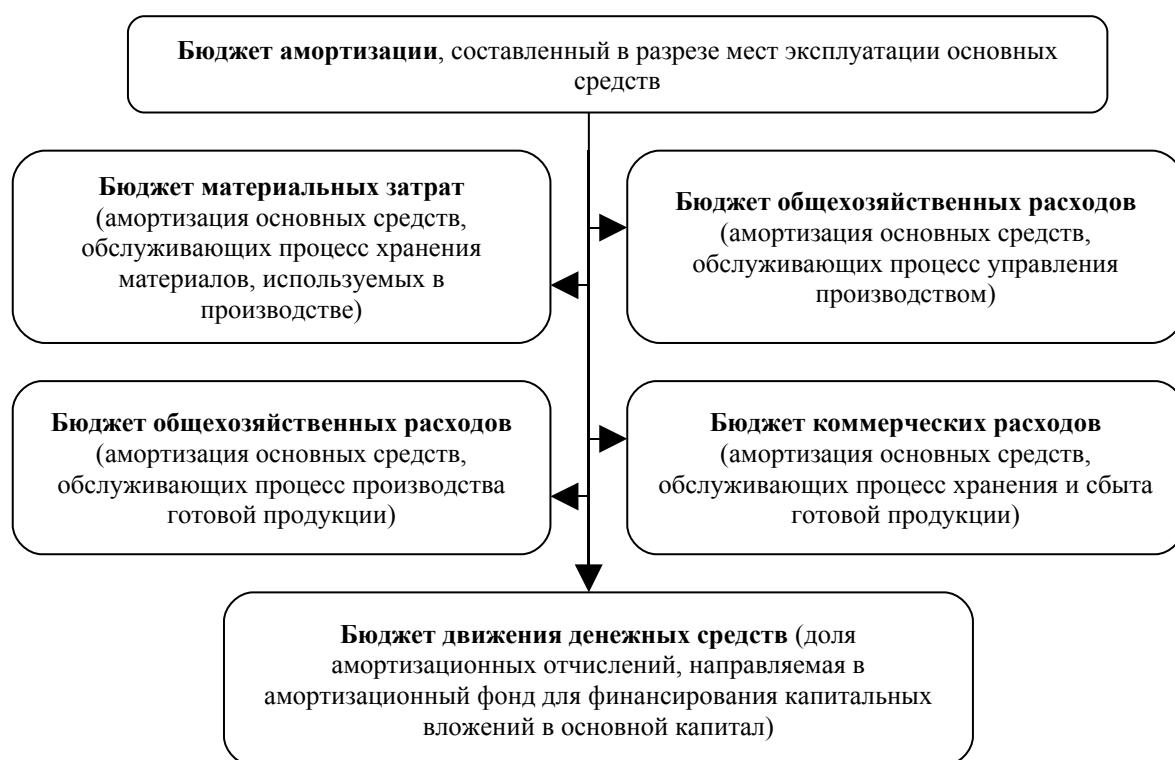 Бюджет амортизации, составленный в разрезе мест эксплуатации основных
средств
Бюджет материальных затрат
(амортизация основных средств,
обслуживающих процесс хранения
материалов, используемых в
производстве)
Бюджет общехозяйственных расходов
(амортизация основных средств,
обслуживающих процесс управления
производством)
Бюджет общехозяйственных расходов
(амортизация основных средств,
обслуживающих процесс производства
готовой продукции)
Бюджет коммерческих расходов
(амортизация основных средств,
обслуживающих процесс хранения и сбыта
готовой продукции)
Бюджет движения денежных средств (доля
амортизационных отчислений, направляемая в
амортизационный фонд для финансирования капитальных
вложений в основной капитал)